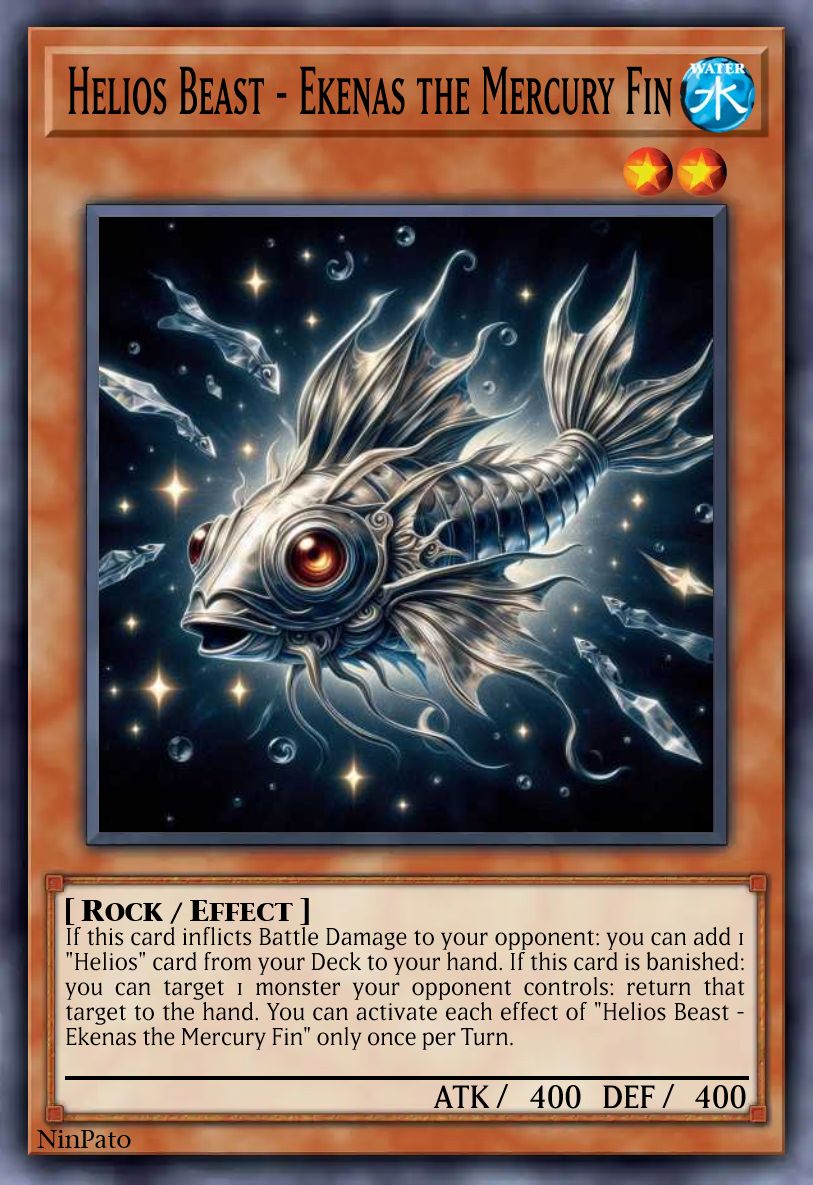 Helios Beast - Ekenas the Mercury Fin
WATER
水
[ Rock / Effect ]
If this card inflicts Battle Damage to your opponent: you can add 1
"Helios" card from your Deck to your hand. If this card is banished:
you can target 1 monster your opponent controls: return that
target to the hand. You can activate each effect of "Helios Beast -
Ekenas the Mercury Fin" only once per Turn.
ATK / 400 DEF / 400
NinPato